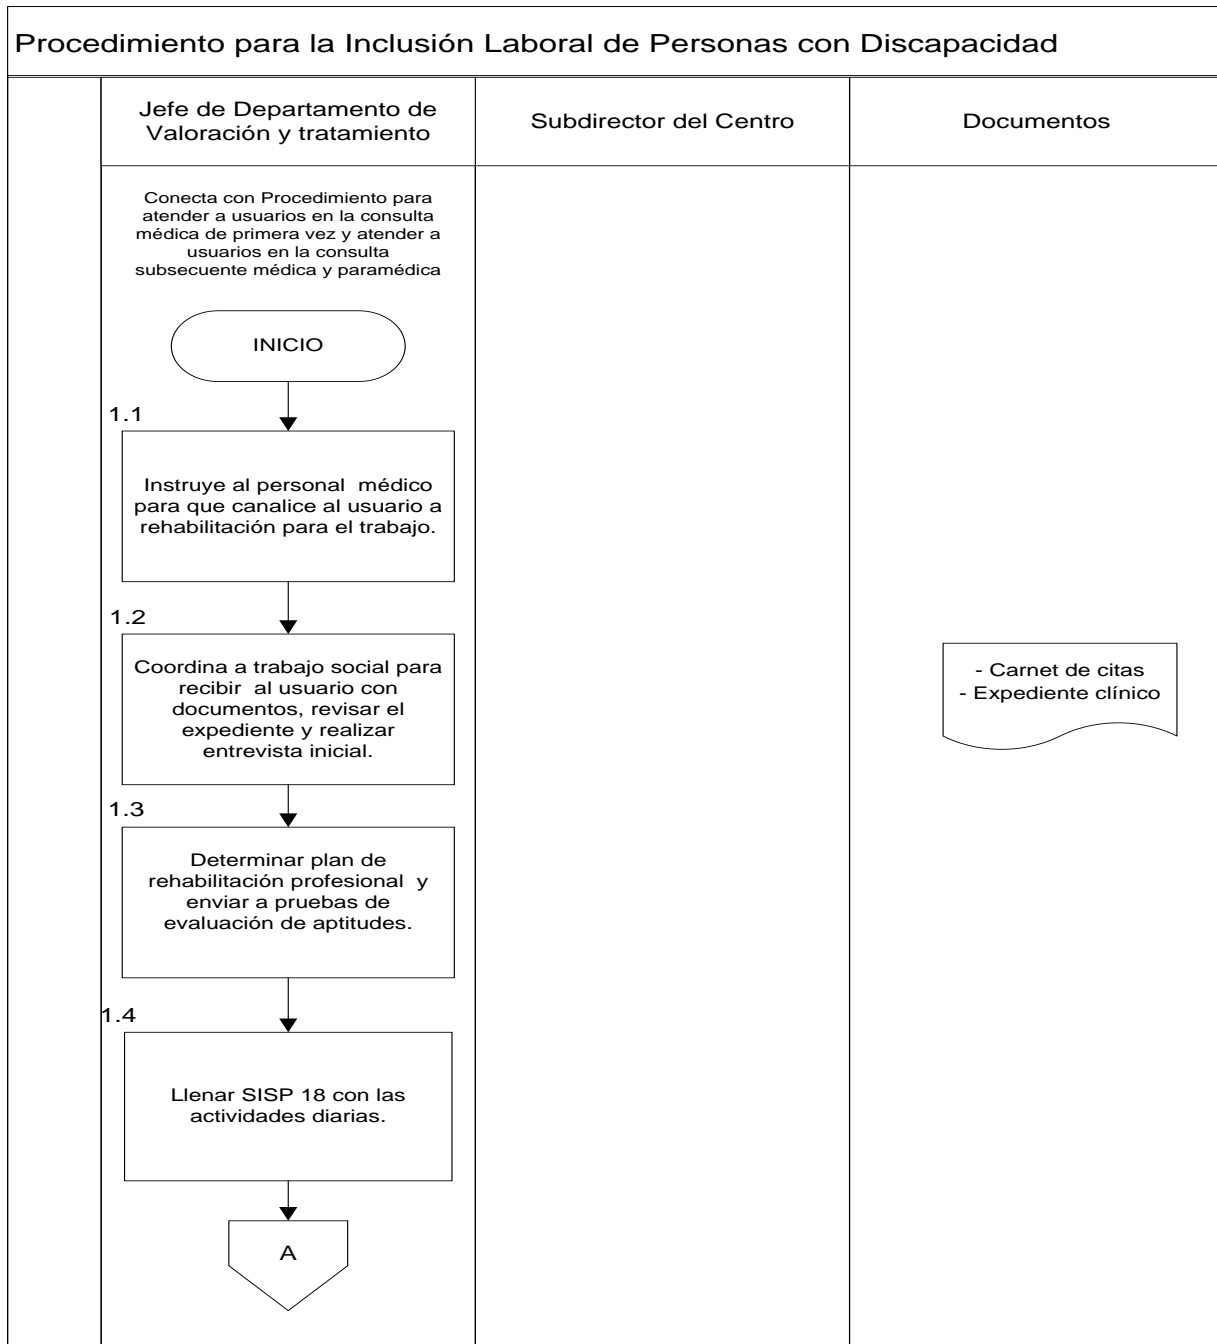 Procedimiento para la Inclusión Laboral de Personas con Discapacidad
Jefe de Departamento de
Valoración y tratamiento
Subdirector del Centro
Documentos
Conecta con Procedimiento para
atender a usuarios en la consulta
médica de primera vez y atender a
usuarios en la consulta
subsecuente médica y paramédica
INICIO
1.1
Instruye al personal médico
para que canalice al usuario a
rehabilitación para el trabajo.
1.2
Coordina a trabajo social para
recibir al usuario con
documentos, revisar el
expediente y realizar
entrevista inicial.
- Carnet de citas
- Expediente clínico
1.3
Determinar plan de
rehabilitación profesional y
enviar a pruebas de
evaluación de aptitudes.
1.4
Llenar SISP 18 con las
actividades diarias.
A